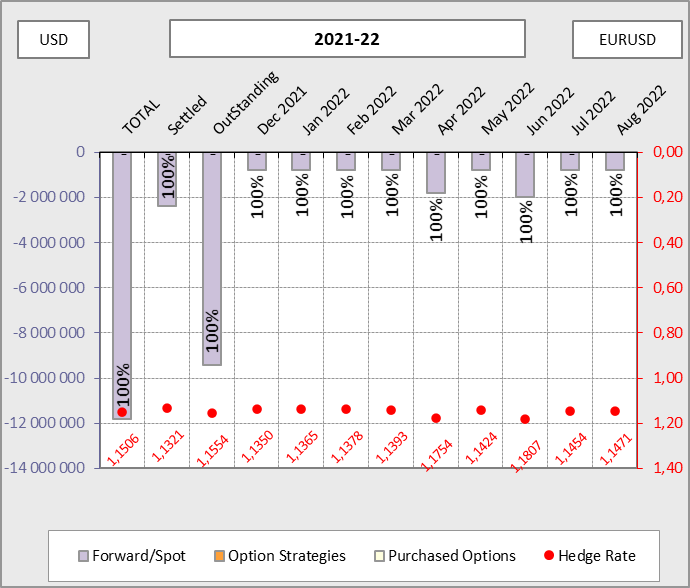 USD
2021-22
EURUSD
TOTAL
Settled
OutStanding
Dec 2021
Jan 2022
Feb 2022
Mar 2022
Apr 2022
May 2022
Jun 2022
Jul 2022
Aug 2022
0
-2 000 000
-4 000 000
-6 000 000
-8 000 000
-10 000 000
-12 000 000
-14 000 000
0,00
0,20
0,40
0,60
0,80
1,00
1,20
1,40
100%
100%
100%
100%
100%
100%
100%
100%
100%
100%
100%
100%
1,1506
1,1321
1,1554
1,1350
1,1365
1,1378
1,1393
1,1754
1,1424
1,1807
1,1454
1,1471
Forward/Spot
Option Strategies
Purchased Options
Hedge Rate